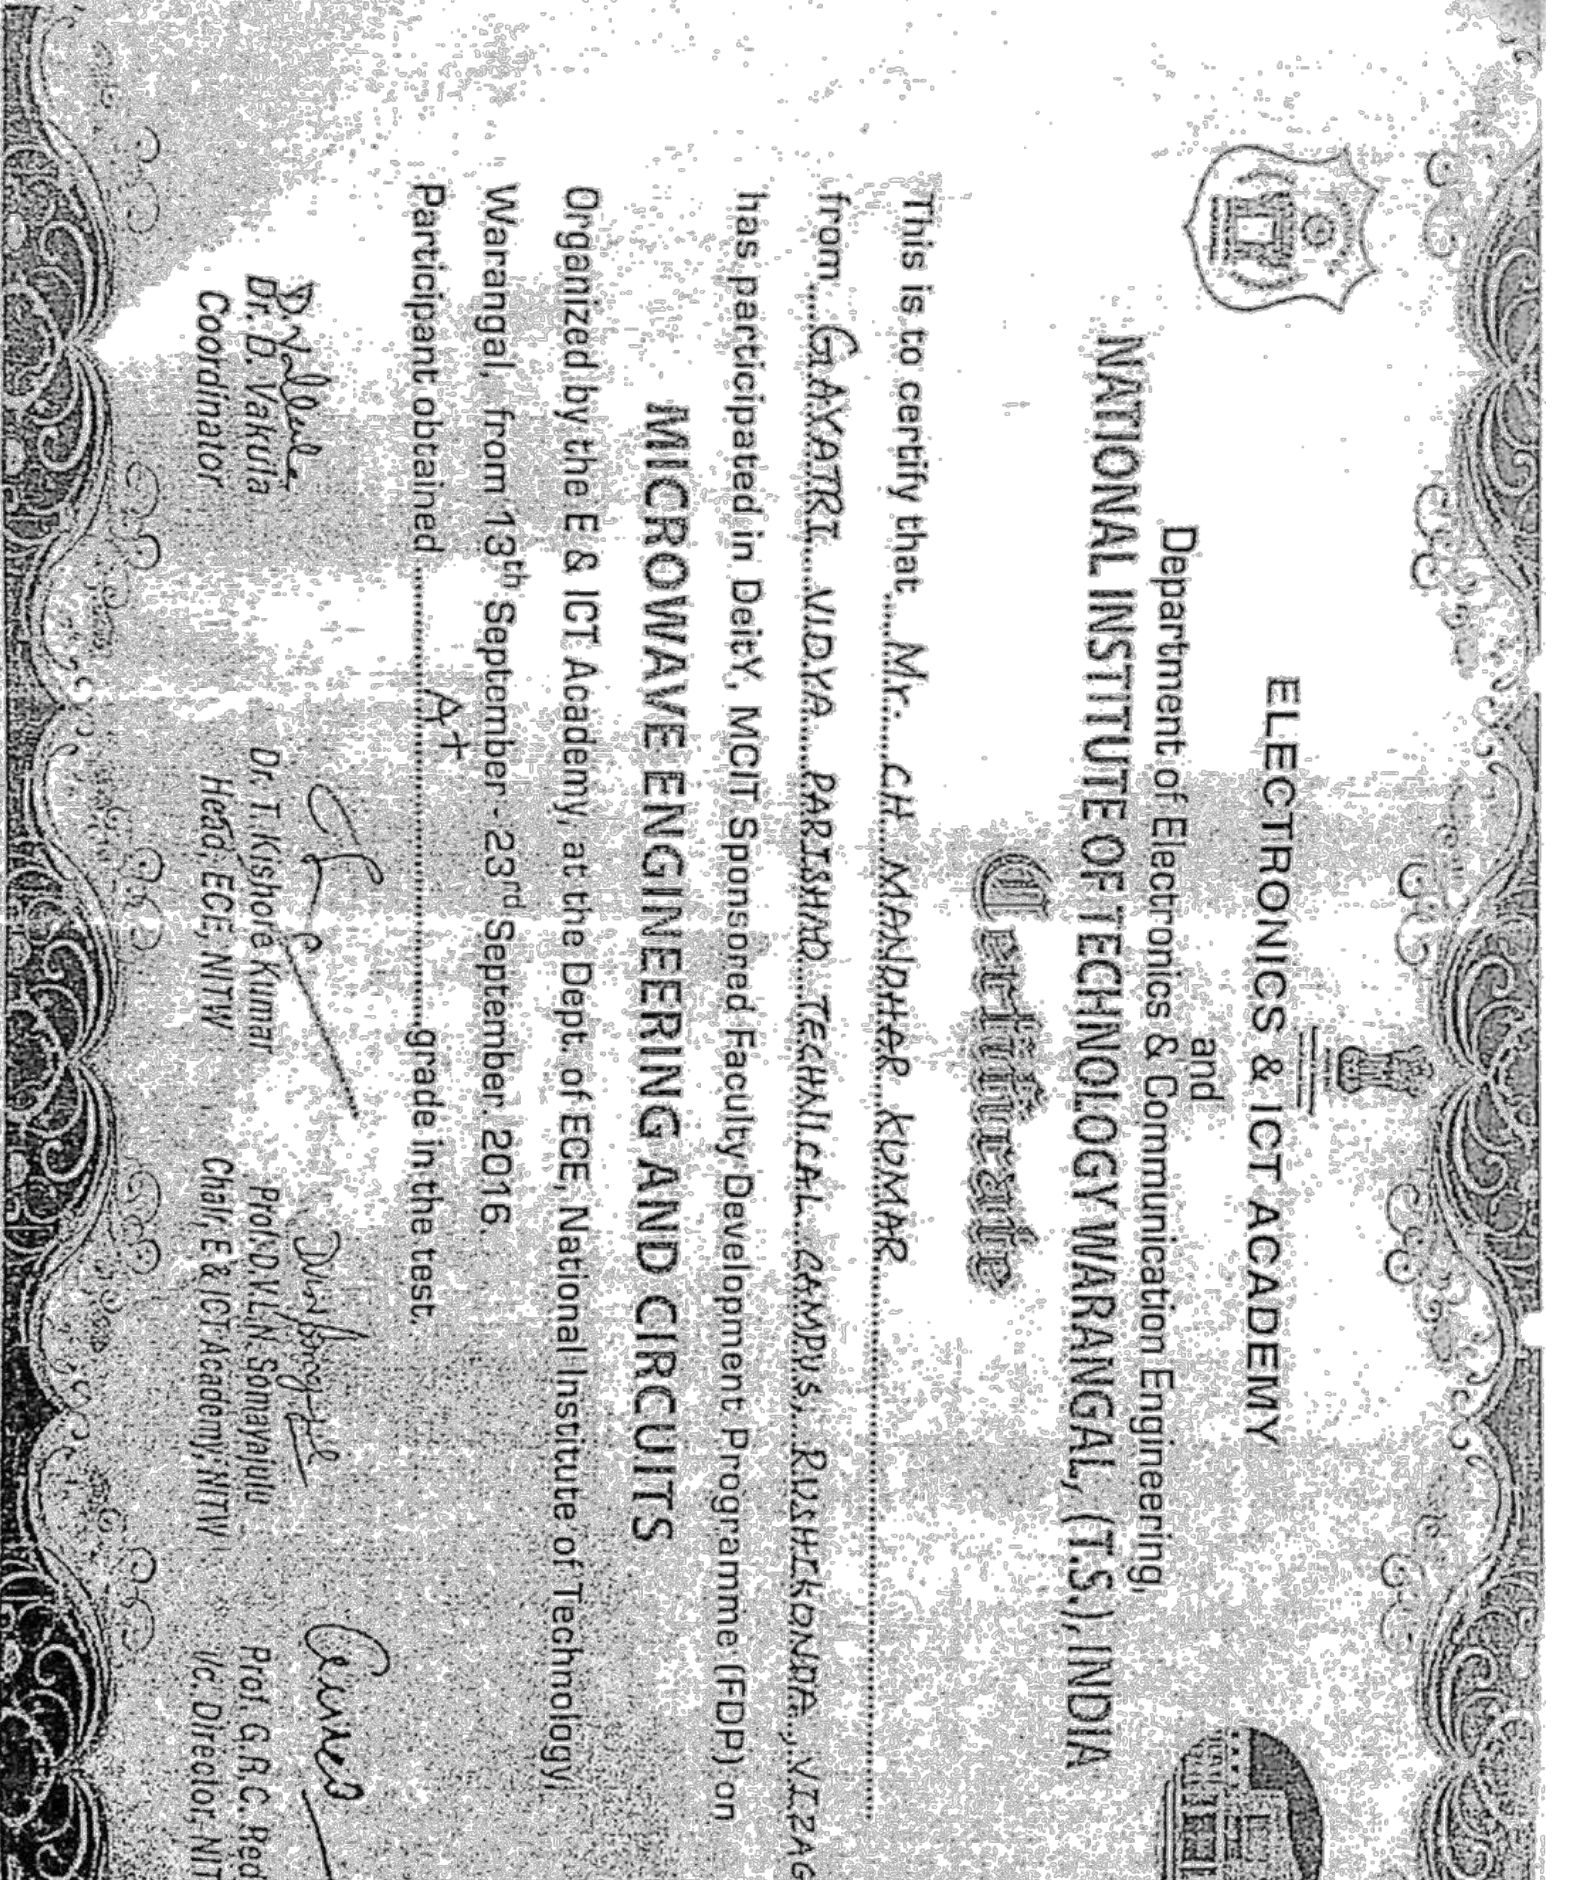 ELECTRONICS & ICT ACADEMY
and
Department of Electronics & Communication Engineering,
NATIONAL INSTITUTE OF TECHNOLOGY WARANGAL, (T.S.), INDIA
Certificate
This is to certify that Mr. CH. MANDHAR KUMAR
from GAYATRI VIDYA PARISHAD TECHNICAL CAMPUS, RUSHIKONDA, VIZAG
has participated in DeitY, MCIT Sponsored Faculty Development Programme (FDP) on
MICROWAVE ENGINEERING AND CIRCUITS
Organized by the E & ICT Academy, at the Dept. of ECE, National Institute of Technology,
Warangal, from 13th September - 23rd September, 2016.
Participant obtained A+ grade in the test.
Dr. B. Vakula Dr. T. Kishore Kumar Prof. D.V.L.N. Somayajulu Prof. G.R.C. Red
Coordinator Head, ECE, NITW Chair, E & ICT Academy, NITW I/c. Director, NIT